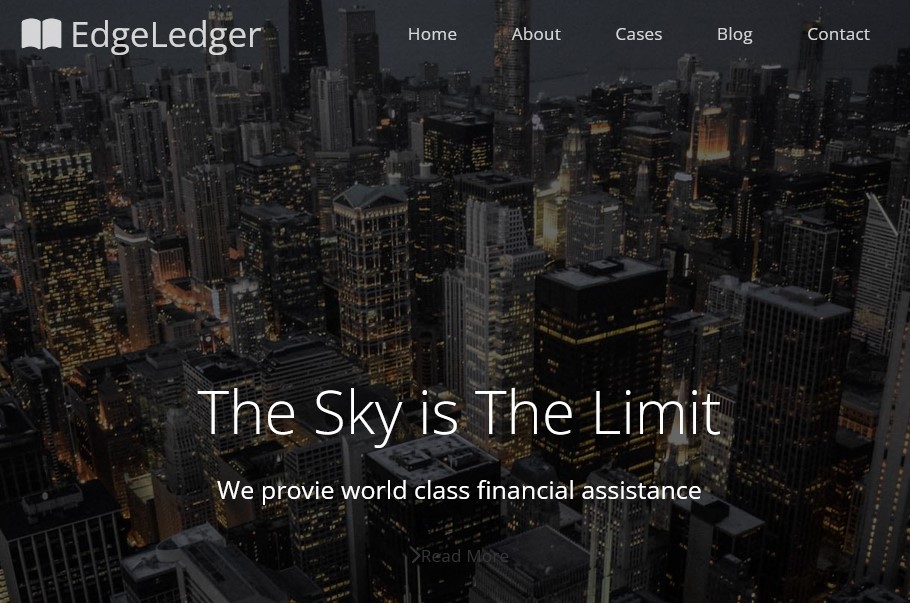 EdgeLedger
Home About Cases Blog Contact
The Sky is The Limit
We provie world class financial assistance
Read More